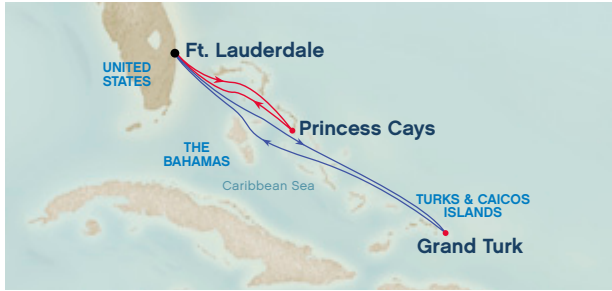 Ft. Lauderdale
UNITED
STATES
Princess Cays
THE
BAHAMAS
Caribbean Sea
TURKS & CAICOS
ISLANDS
Grand Turk